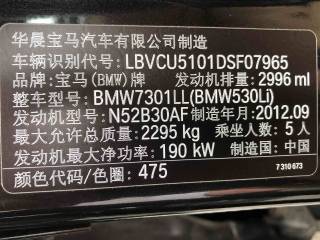 华晨宝马汽车有限公司制造
车辆识别代号: LBVCU5101DSF07965
品牌: 宝马(BMW)牌 发动机排量: 2996 ml
整车型号: BMW7301LL(BMW530Li)
发动机型号: N52B30AF 制造年月: 2012.09
最大允许总质量: 2295 kg 乘坐人数: 5人
发动机最大净功率: 190 kW 制造国: 中国
颜色代码/色圈: 475
7 310 673